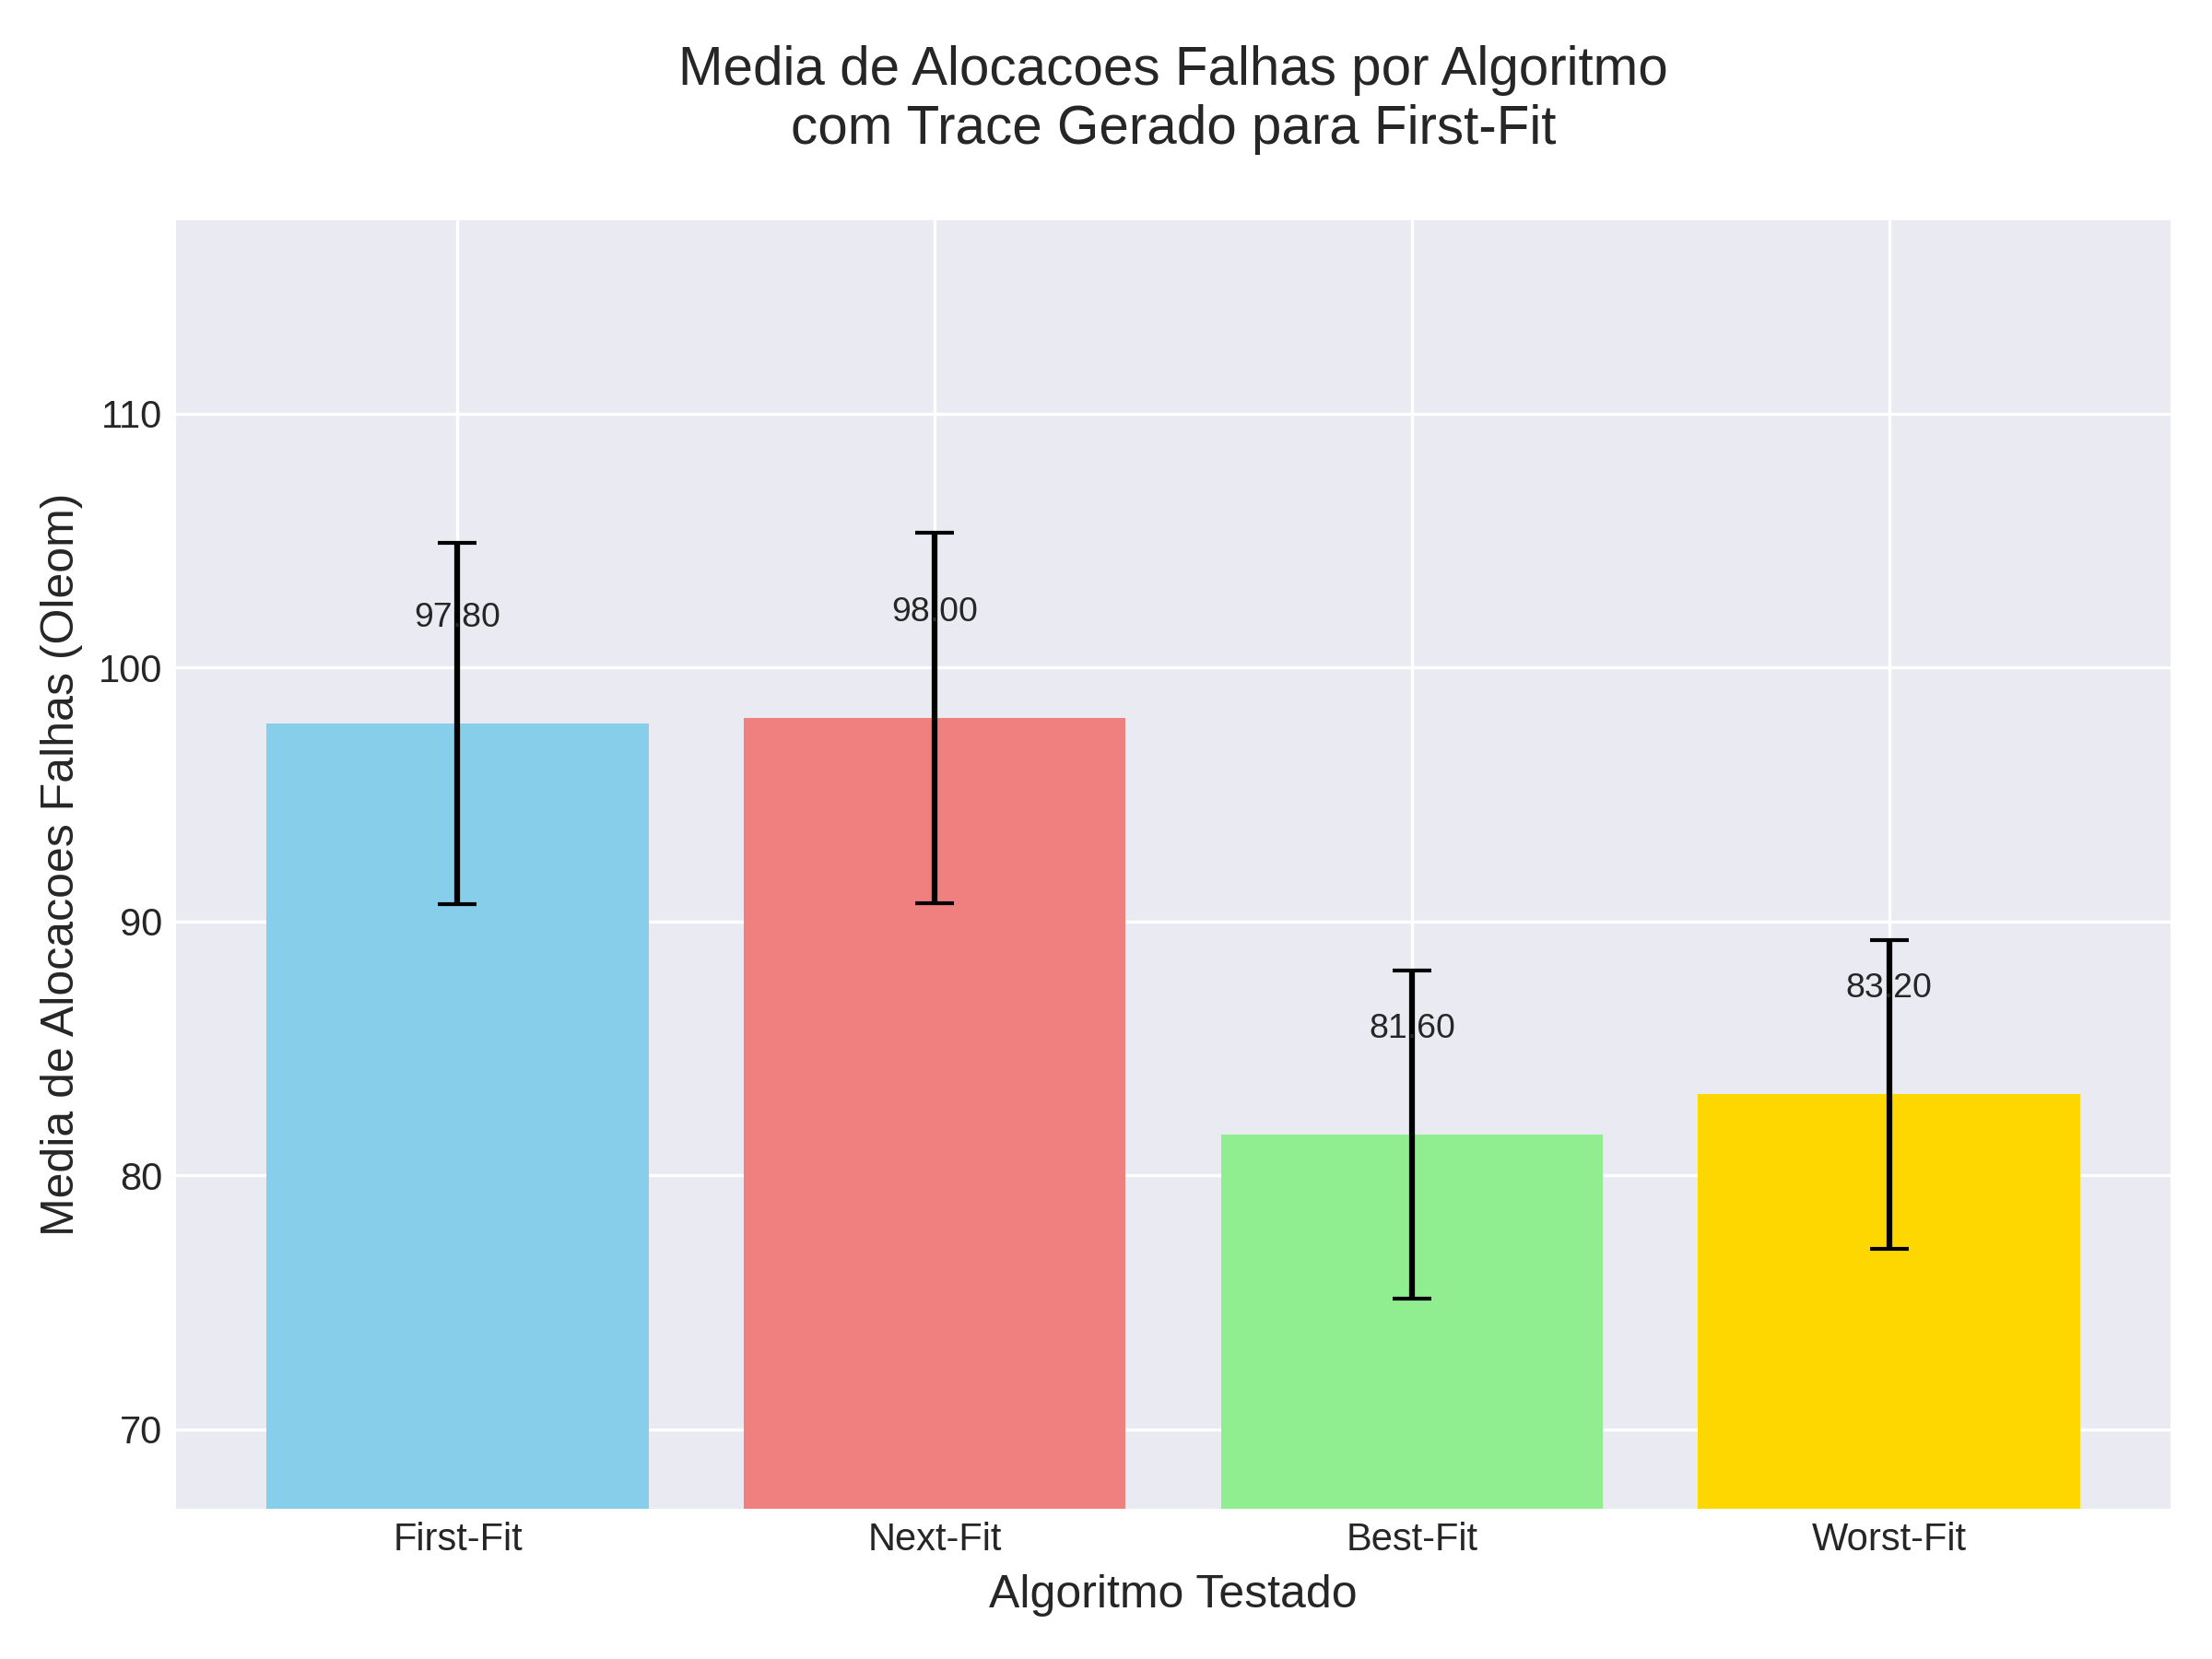 Media de Alocacoes Falhas por Algoritmo
com Trace Gerado para First-Fit
Media de Alocacoes Falhas (Oleom)
110
100
90
80
70
97.80
98.00
81.60
83.20
First-Fit
Next-Fit
Best-Fit
Worst-Fit
Algoritmo Testado